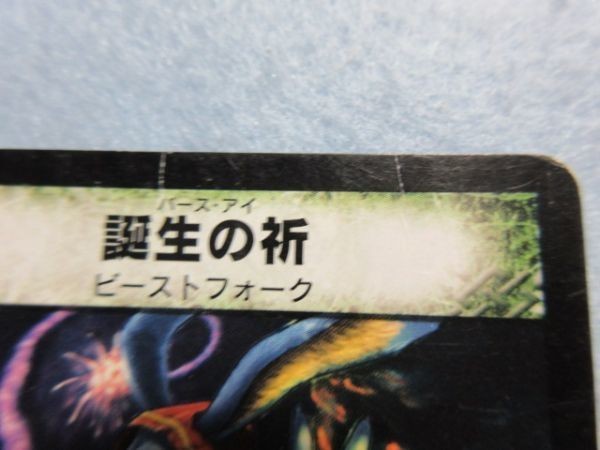 バース・アイ
誕生の祈
ビーストフォーク